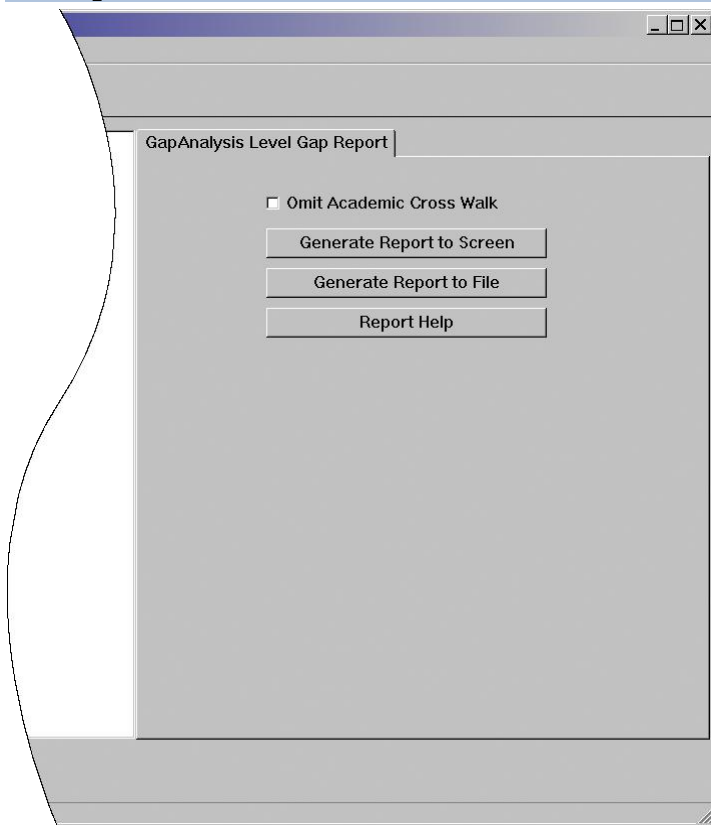 GapAnalysis Level Gap Report
Omit Academic Cross Walk
Generate Report to Screen
Generate Report to File
Report Help